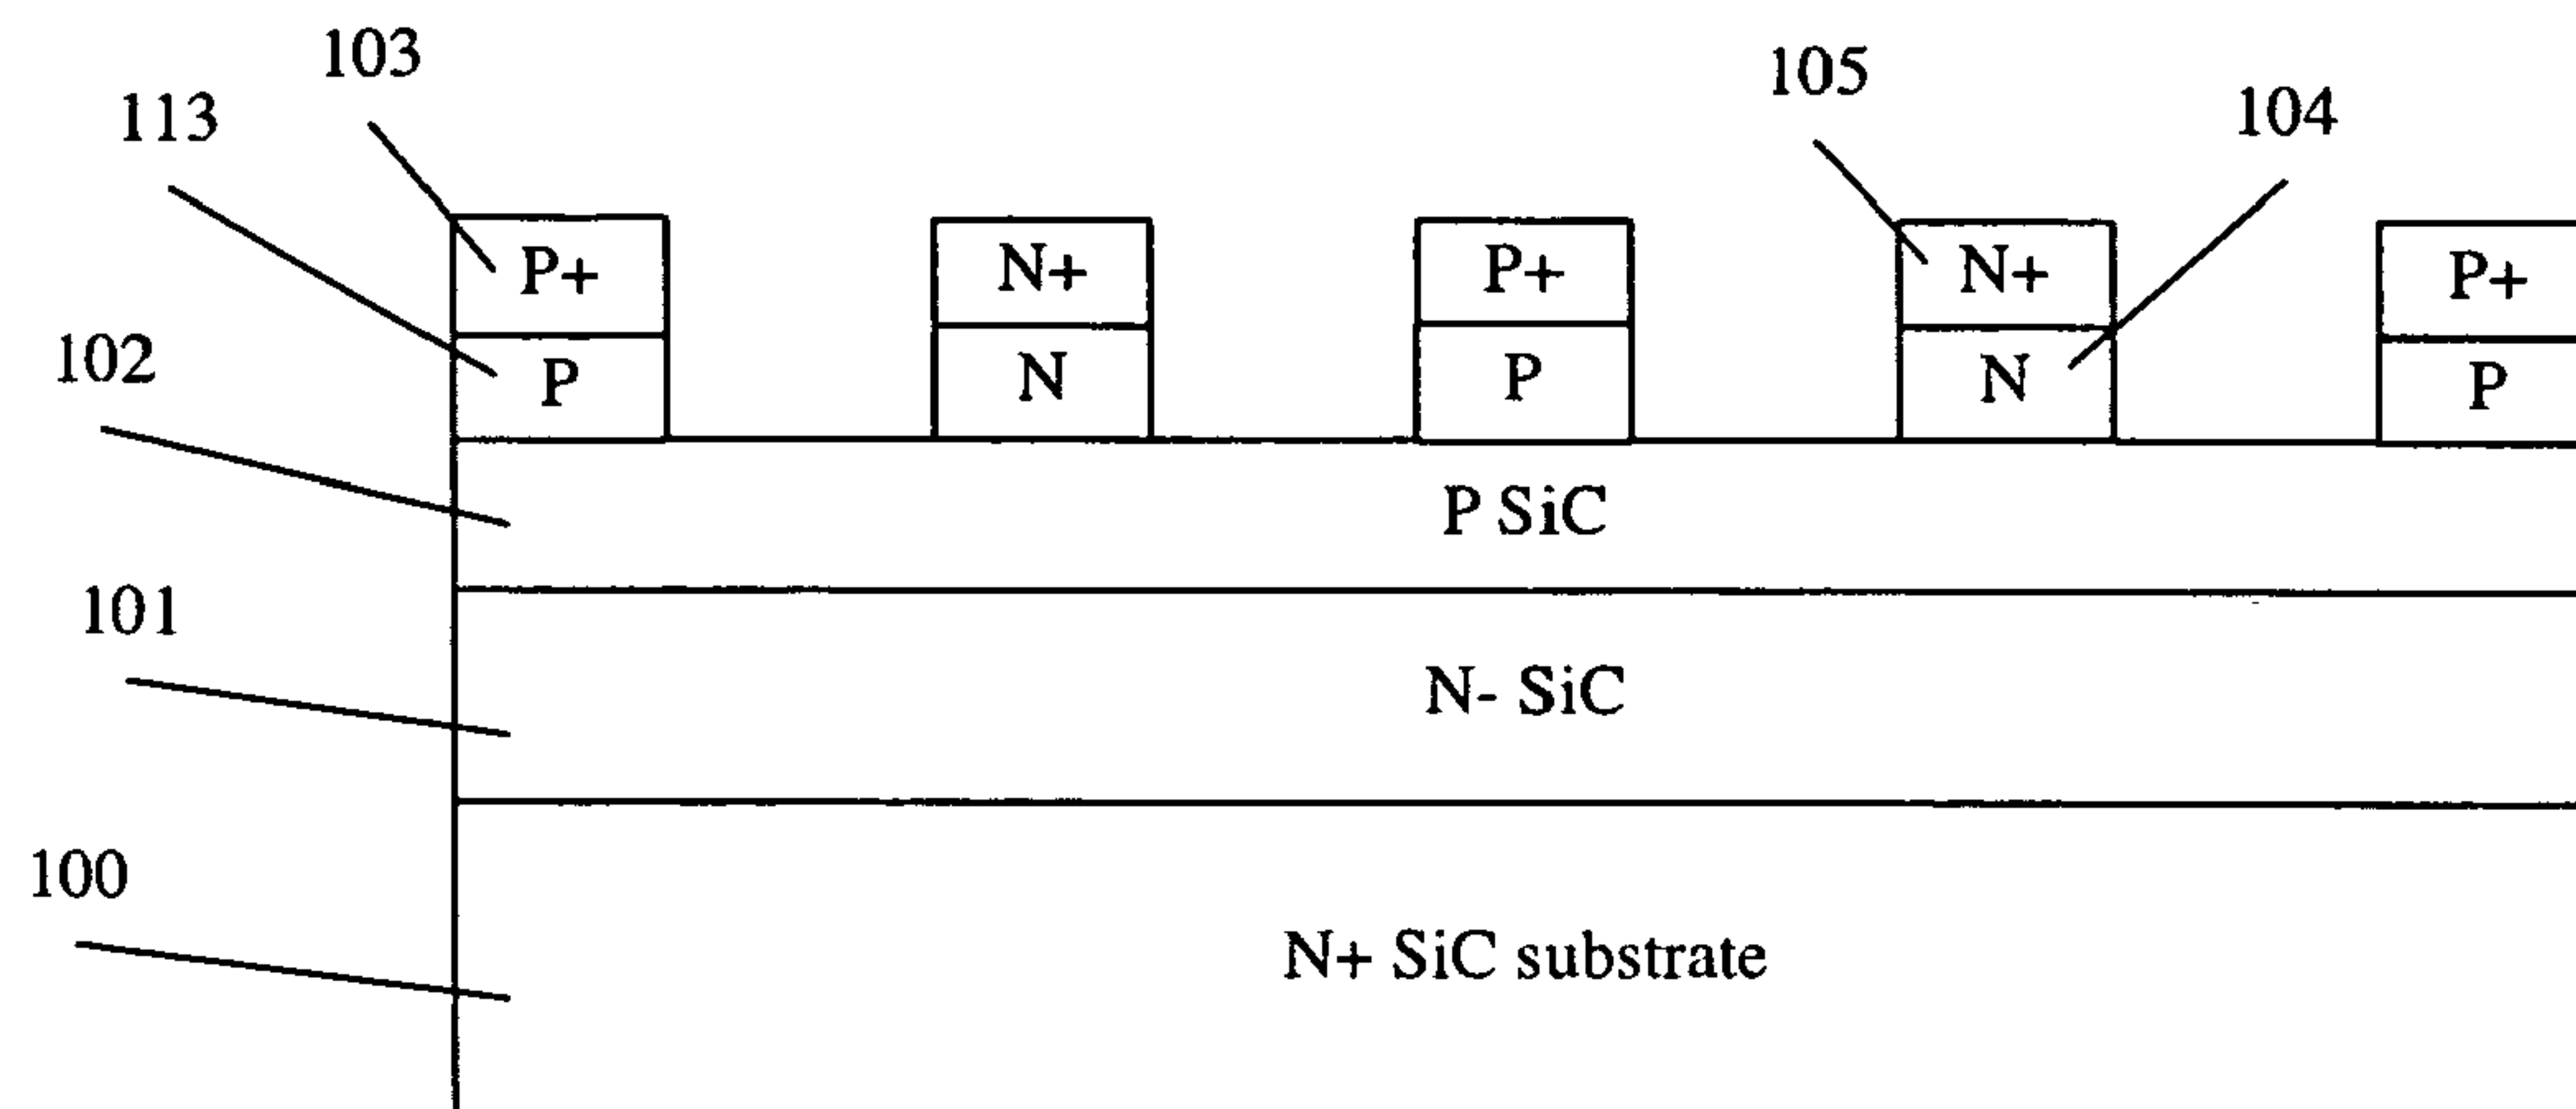 103
105
113
104
P+
N+
P+
N+
P+
102
P
N
P
N
P
P SiC
101
N- SiC
100
N+ SiC substrate